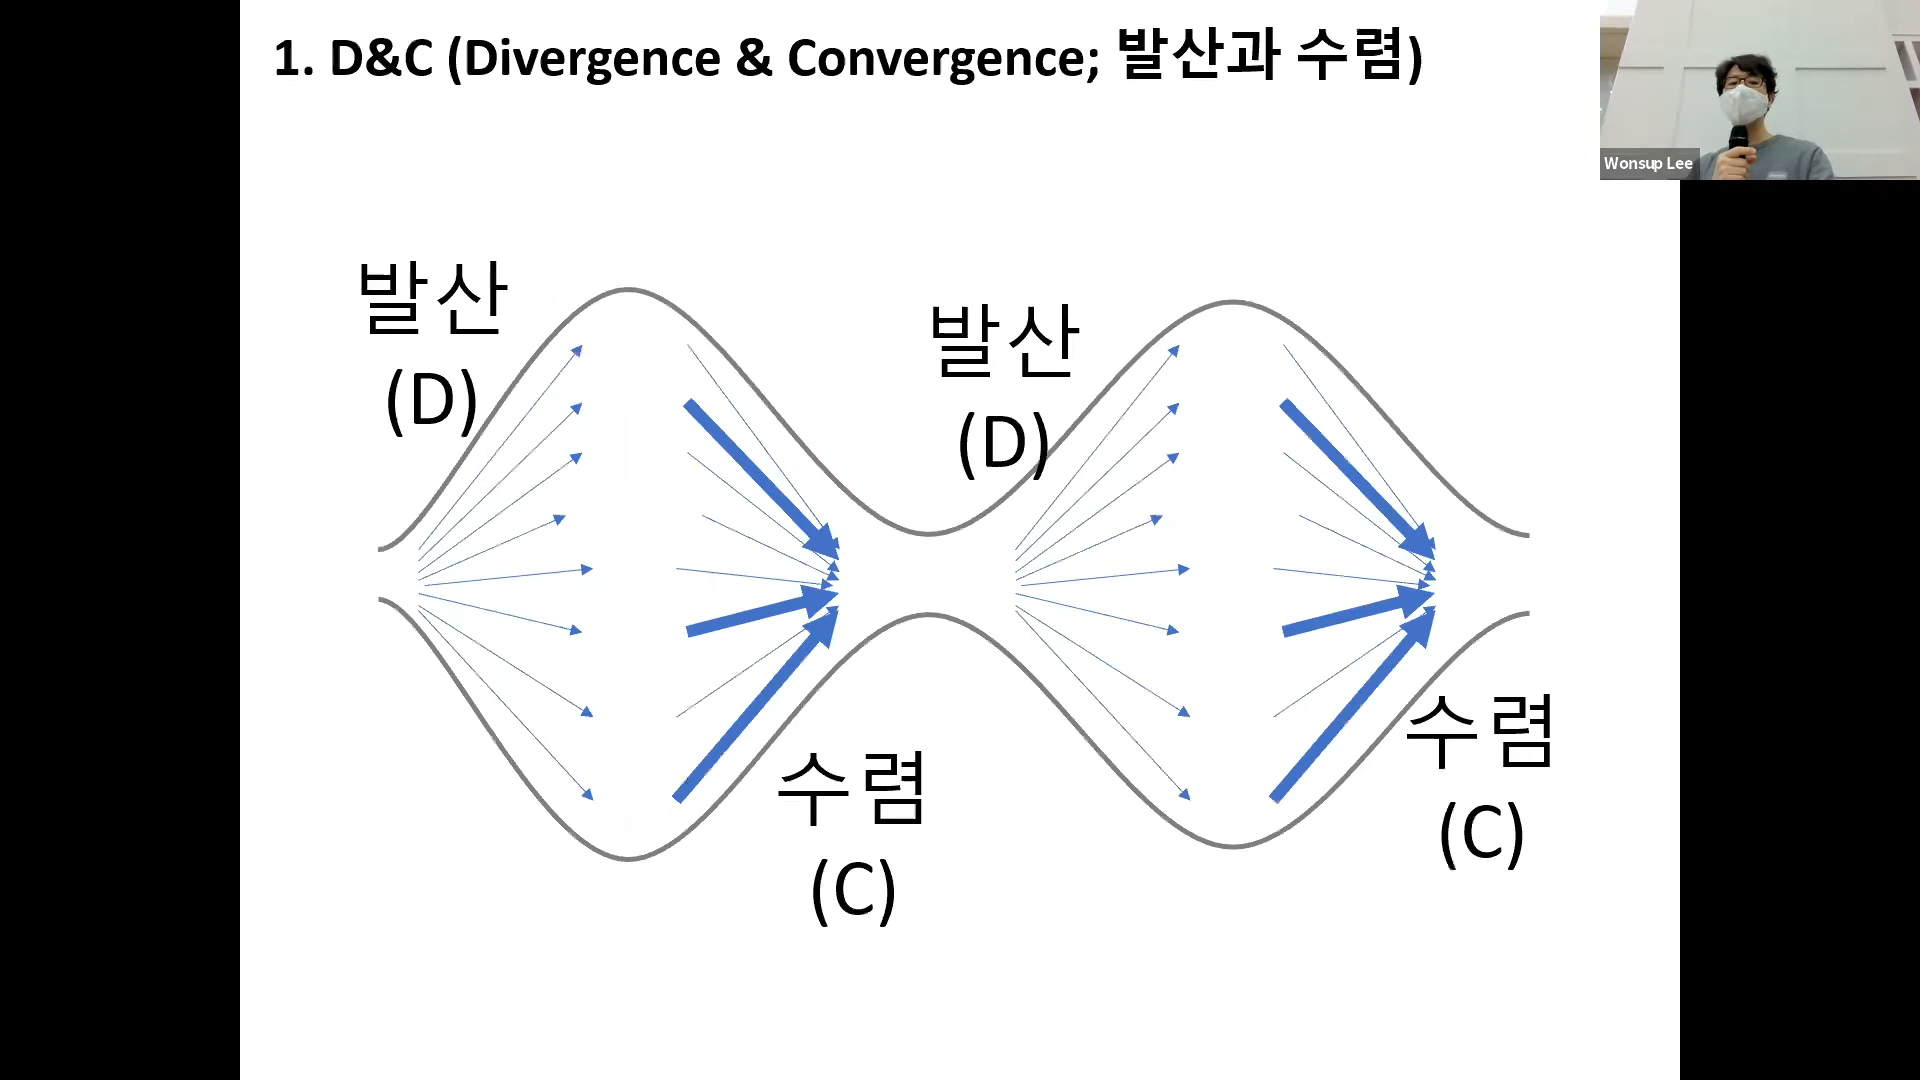 1. D&C (Divergence & Convergence; 발산과 수렴)
Wonsup Lee
발산
(D)
수렴
(C)
발산
(D)
수렴
(C)